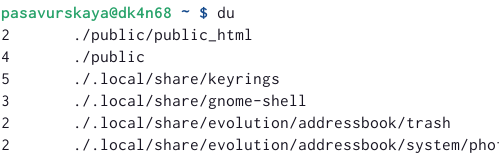 pasavurskaya@dk4n68 ~ $ du
2 ./public/public_html
4 ./public
5 ./.local/share/keyrings
3 ./.local/share/gnome-shell
2 ./.local/share/evolution/addressbook/trash
2 ./.local/share/evolution/addressbook/system/pho